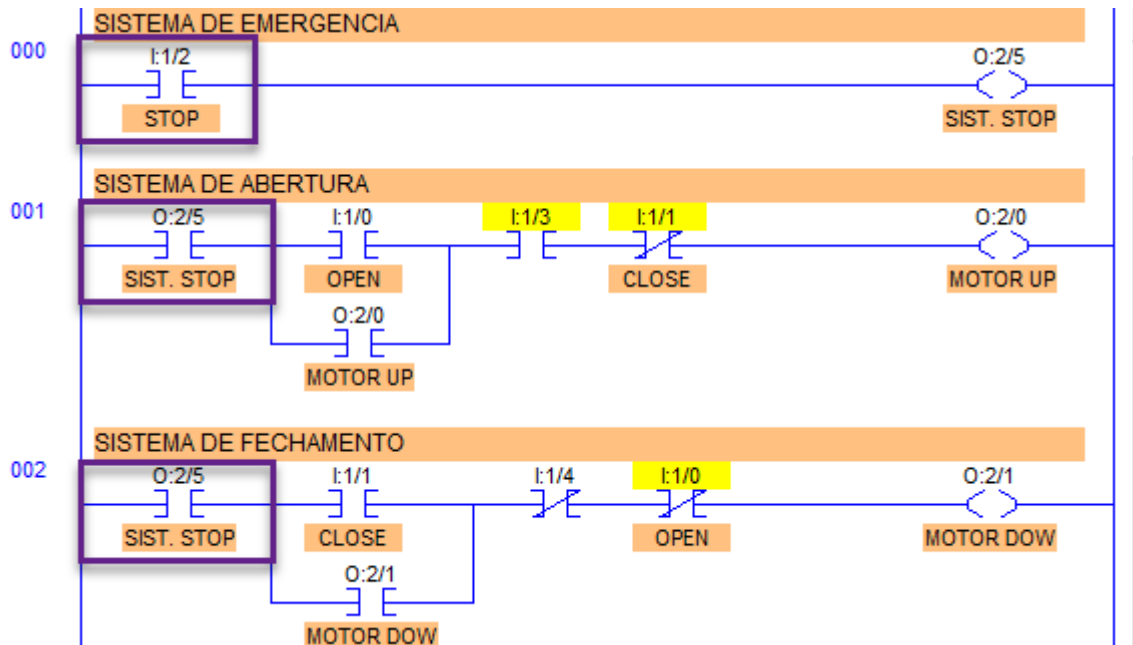 SISTEMA DE EMERGENCIA
000
I:1/2
O:2/5
STOP
SIST. STOP
SISTEMA DE ABERTURA
001
O:2/5
I:1/0
I:1/3
I:1/1
O:2/0
SIST. STOP
OPEN
CLOSE
MOTOR UP
O:2/0
MOTOR UP
SISTEMA DE FECHAMENTO
002
O:2/5
I:1/1
I:1/4
I:1/0
O:2/1
SIST. STOP
CLOSE
OPEN
MOTOR DOW
O:2/1
MOTOR DOW